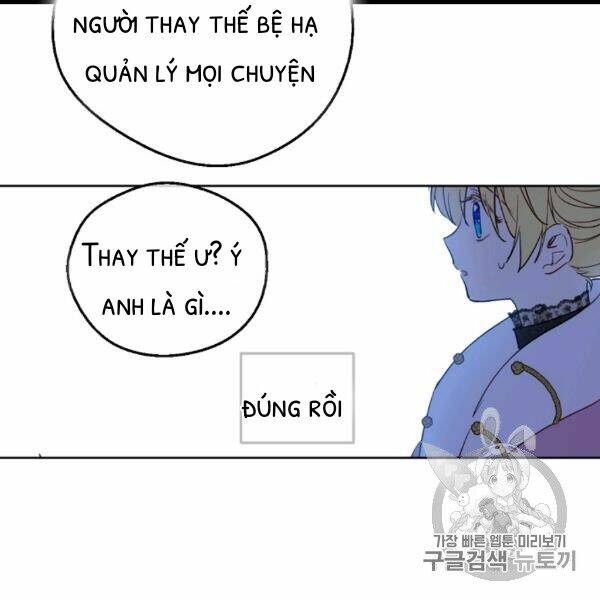 NGƯỜI THAY THẾ BỆ HẠ
QUẢN LÝ MỌI CHUYỆN
THAY THẾ Ư? Ý
ANH LÀ GÌ....
ĐÚNG RỒI
가장 빠른 웹툰 미리보기
구글검색 뉴토끼